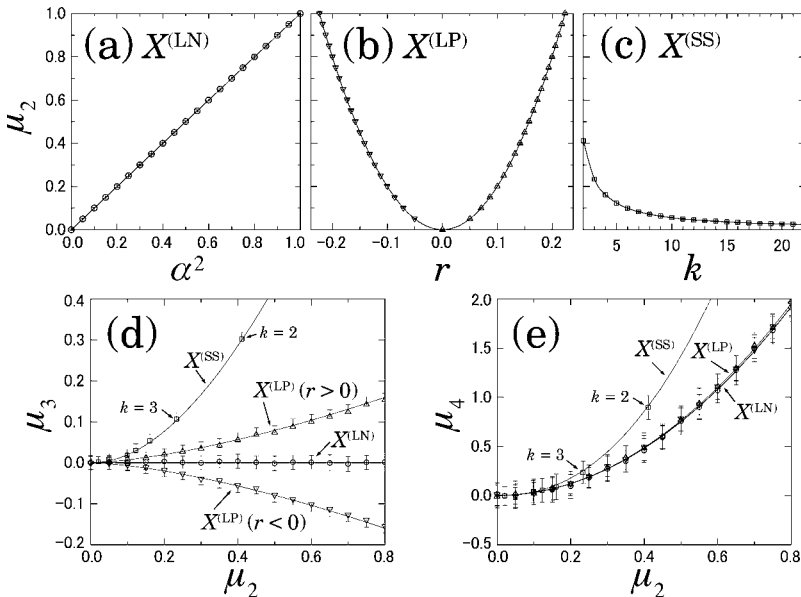 (a) X(LN)
(b) X(LP)
(c) X(SS)
μ2
1.0
0.8
0.6
0.4
0.2
0.0
0.0 0.2 0.4 0.6 0.8 1.0
-0.2 -0.1 0.0 0.1 0.2
5 10 15 20
α2
r
k
(d)
μ3
0.4
0.3
0.2
0.1
0.0
-0.1
-0.2
k = 2
X(SS)
k = 3
X(LP) (r > 0)
X(LN)
X(LP) (r < 0)
0.0 0.2 0.4 0.6 0.8
μ2
(e)
μ4
2.0
1.5
1.0
0.5
0.0
-0.5
X(SS)
X(LP)
k = 2
X(LN)
k = 3
0.0 0.2 0.4 0.6 0.8
μ2